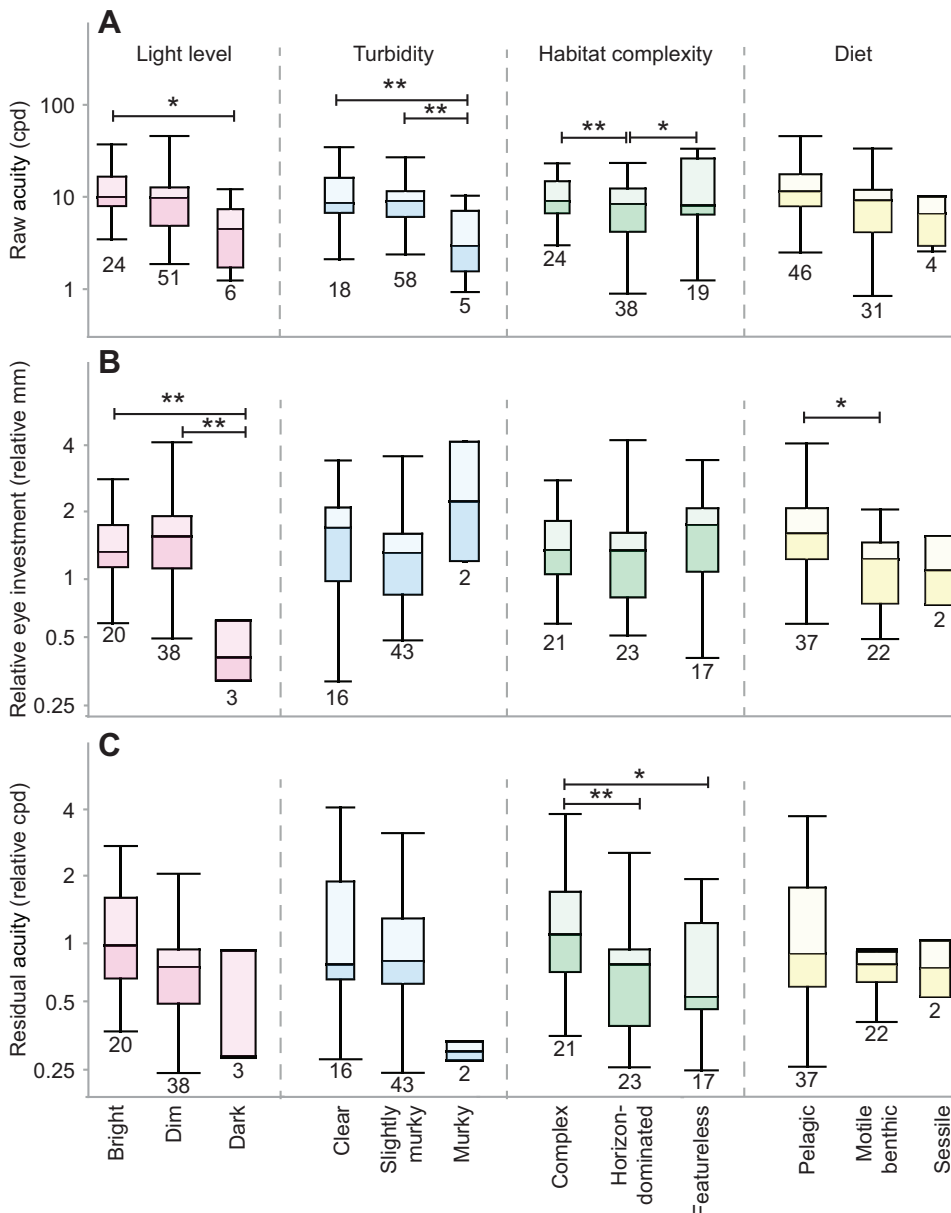 A
Light level
Turbidity
Habitat complexity
Diet
Raw acuity (cpd)
100
10
1
*
**
**
**
*
24
51
6
18
58
5
24
38
19
46
31
4
B
Relative eye investment (relative mm)
4
2
1
0.5
0.25
**
**
*
20
38
3
16
43
2
21
23
17
37
22
2
C
Residual acuity (relative cpd)
4
2
1
0.5
0.25
*
**
20
38
3
16
43
2
21
23
17
37
22
2
Bright
Dim
Dark
Clear
Slightly
murky
Murky
Complex
Horizon-
dominated
Featureless
Pelagic
Motile
benthic
Sessile